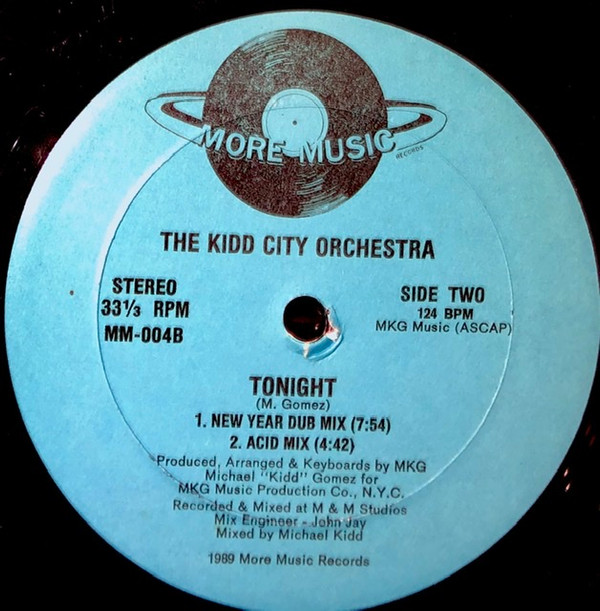 MORE MUSIC
RECORDS
THE KIDD CITY ORCHESTRA
STEREO
33⅓ RPM
MM-004B
SIDE TWO
124 BPM
MKG Music (ASCAP)
TONIGHT
(M. Gomez)
1. NEW YEAR DUB MIX (7:54)
2. ACID MIX (4:42)
Produced, Arranged & Keyboards by MKG
Michael "Kidd" Gomez for
MKG Music Production Co., N.Y.C.
Recorded & Mixed at M & M Studios
Mix Engineer - John Jay
Mixed by Michael Kidd
1989 More Music Records